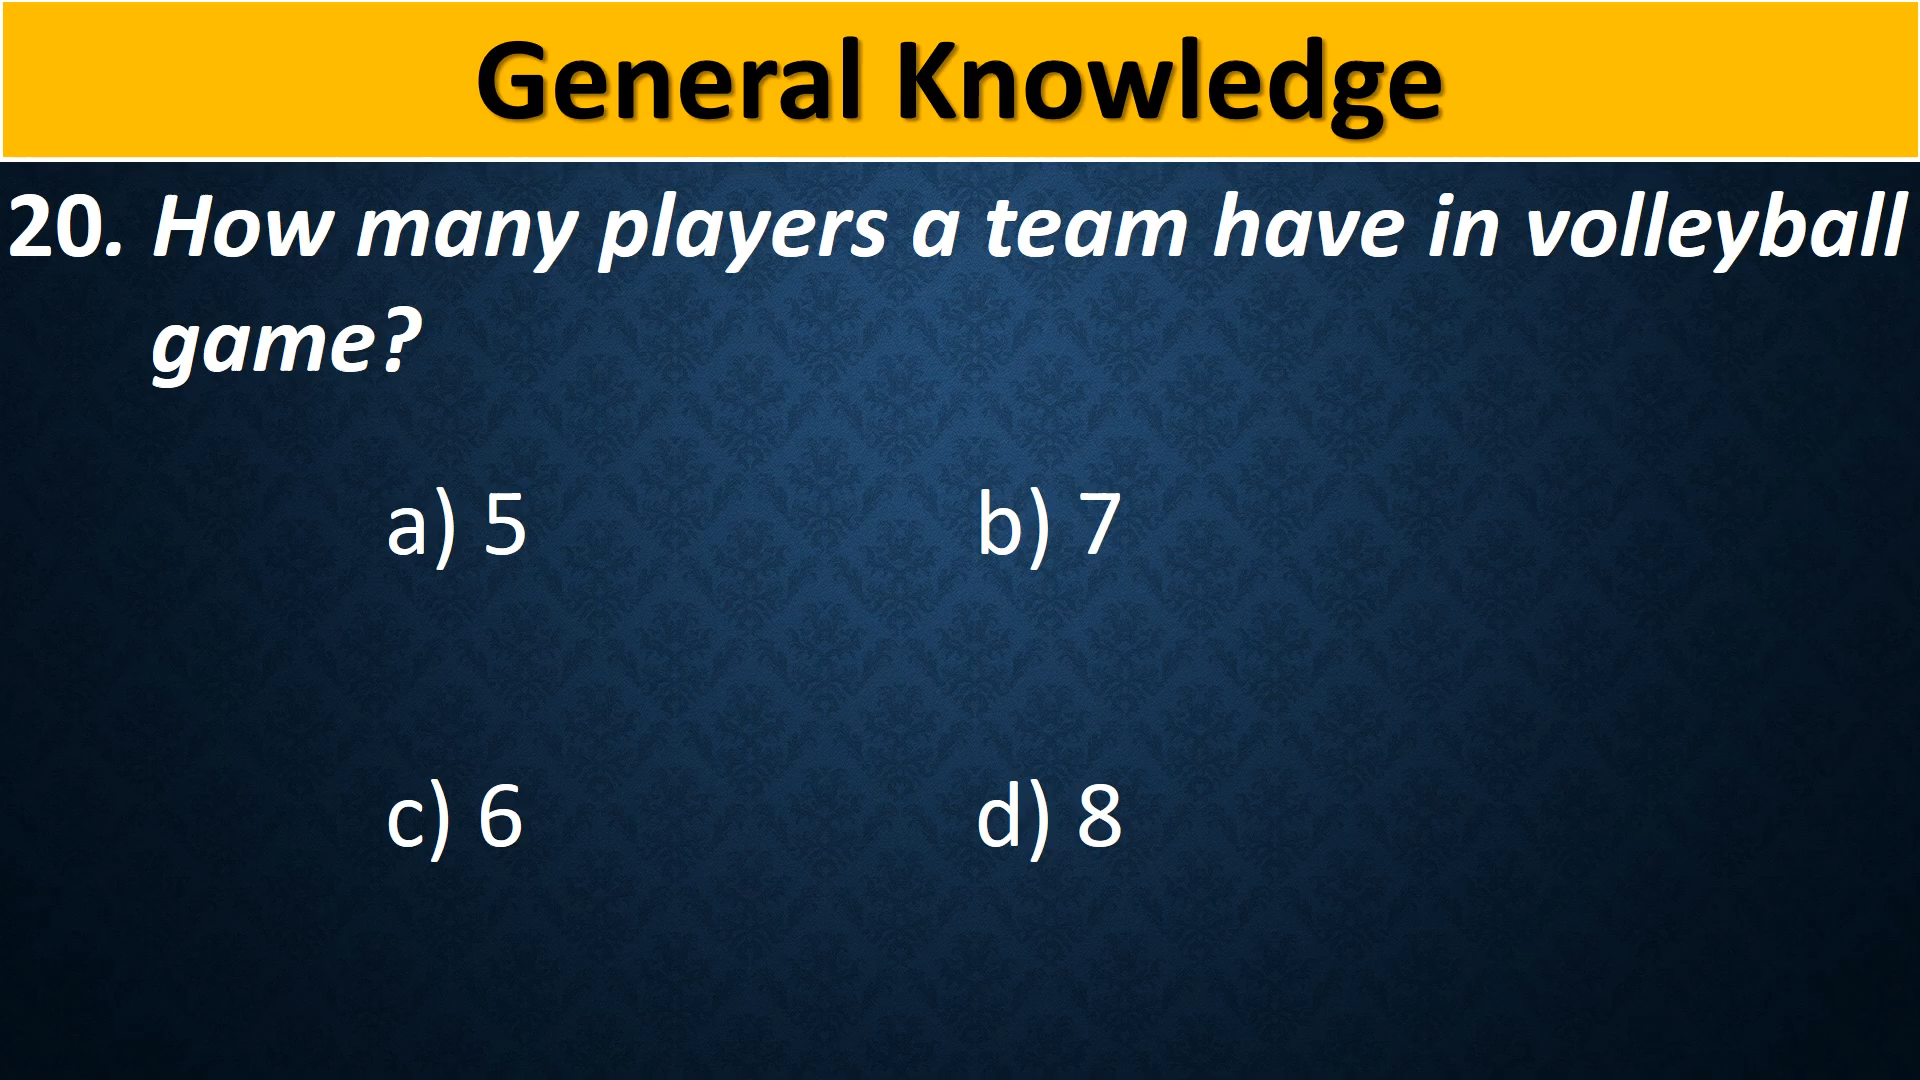 General Knowledge
20. How many players a team have in volleyball
game?
a) 5 b) 7
c) 6 d) 8